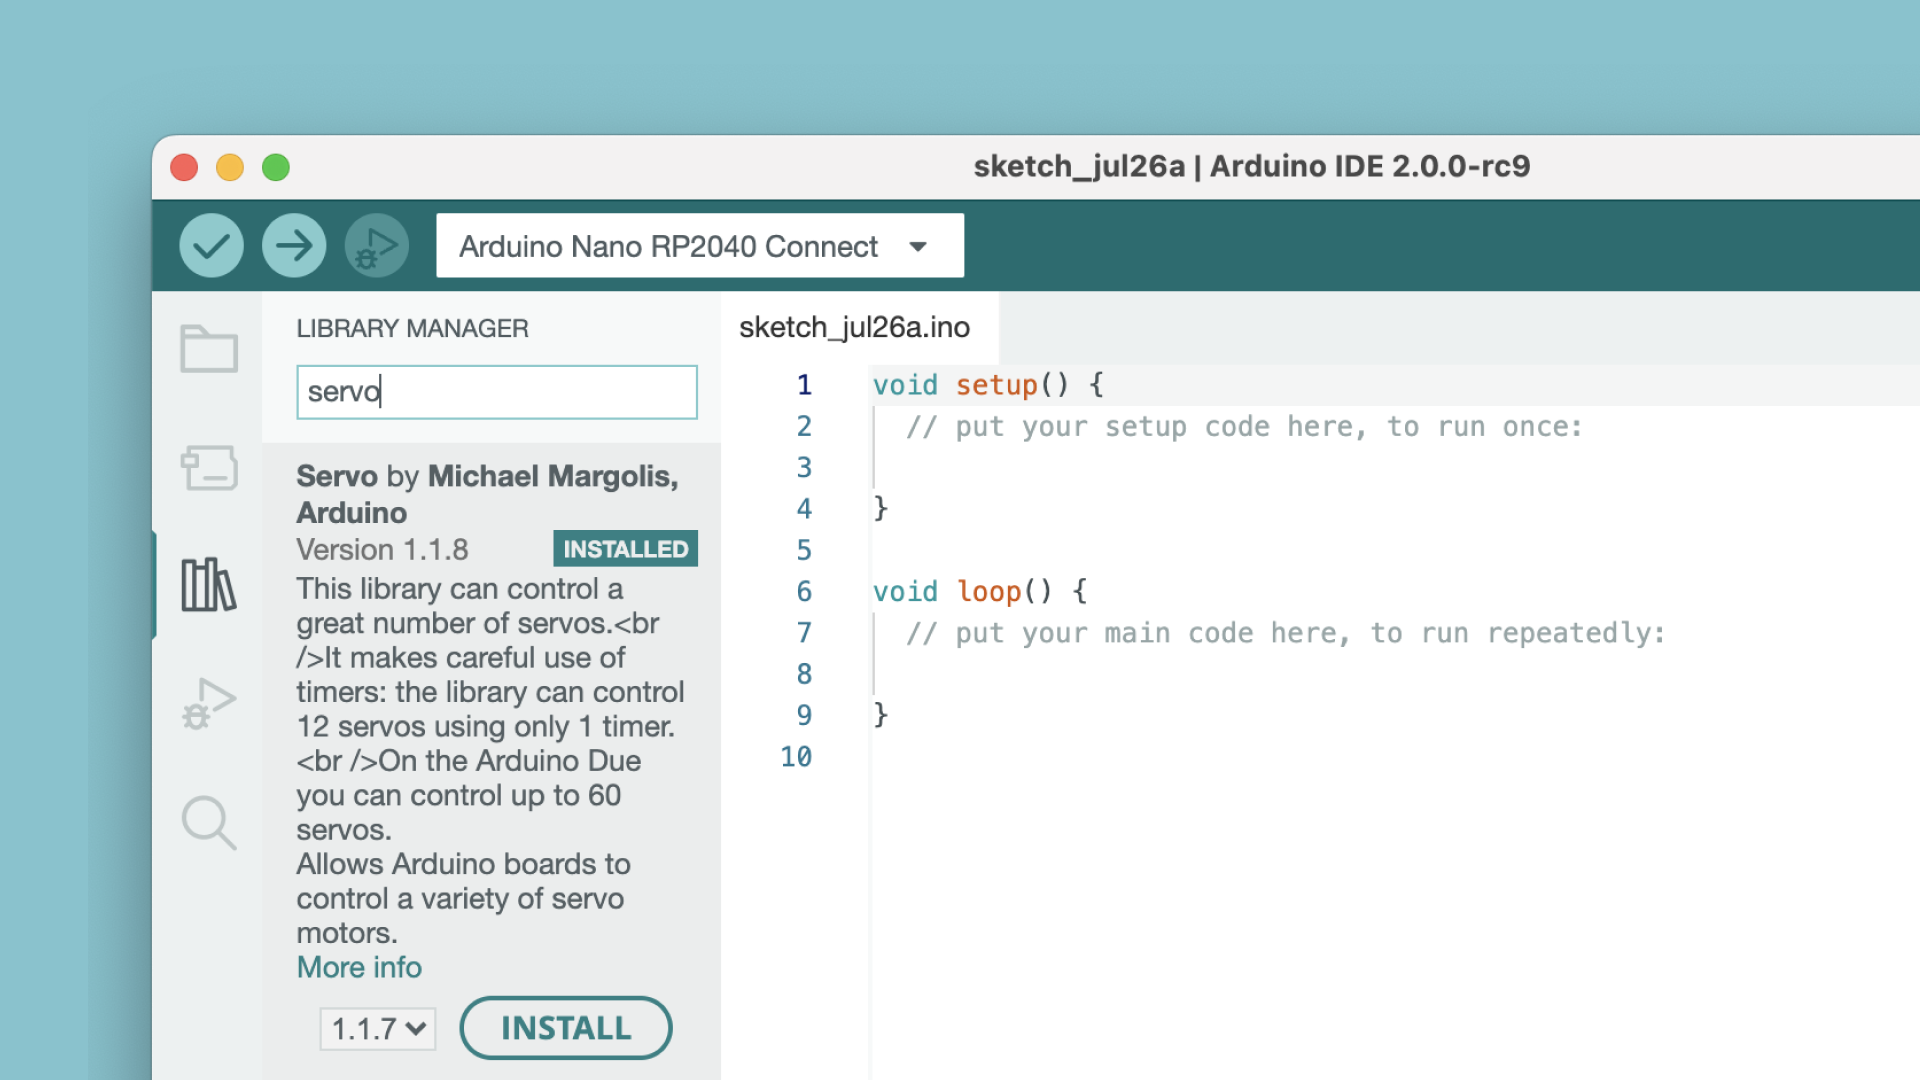 sketch_jul26a | Arduino IDE 2.0.0-rc9
Arduino Nano RP2040 Connect
LIBRARY MANAGER
servo
Servo by Michael Margolis,
Arduino
Version 1.1.8
INSTALLED
This library can control a
great number of servos.<br
/>It makes careful use of
timers: the library can control
12 servos using only 1 timer.
<br />On the Arduino Due
you can control up to 60
servos.
Allows Arduino boards to
control a variety of servo
motors.
More info
1.1.7
INSTALL
sketch_jul26a.ino
1 void setup() {
2 // put your setup code here, to run once:
3
4 }
5
6 void loop() {
7 // put your main code here, to run repeatedly:
8
9 }
10